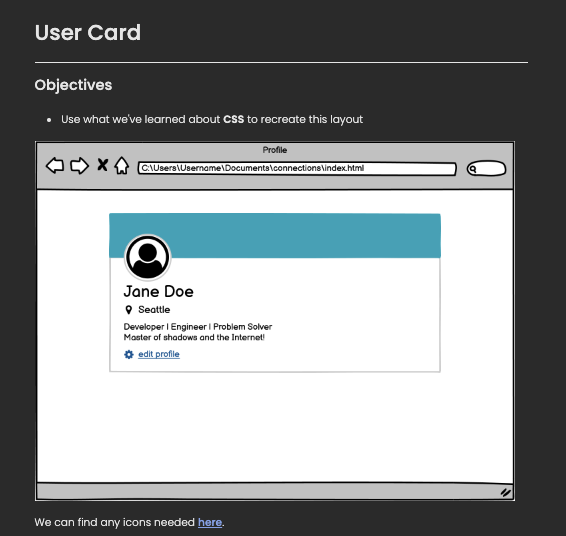 User Card
Objectives
Use what we've learned about CSS to recreate this layout
Profile
C:\Users\Username\Documents\connections\index.html
Jane Doe
Seattle
Developer | Engineer | Problem Solver
Master of shadows and the Internet!
edit profile
We can find any icons needed here.